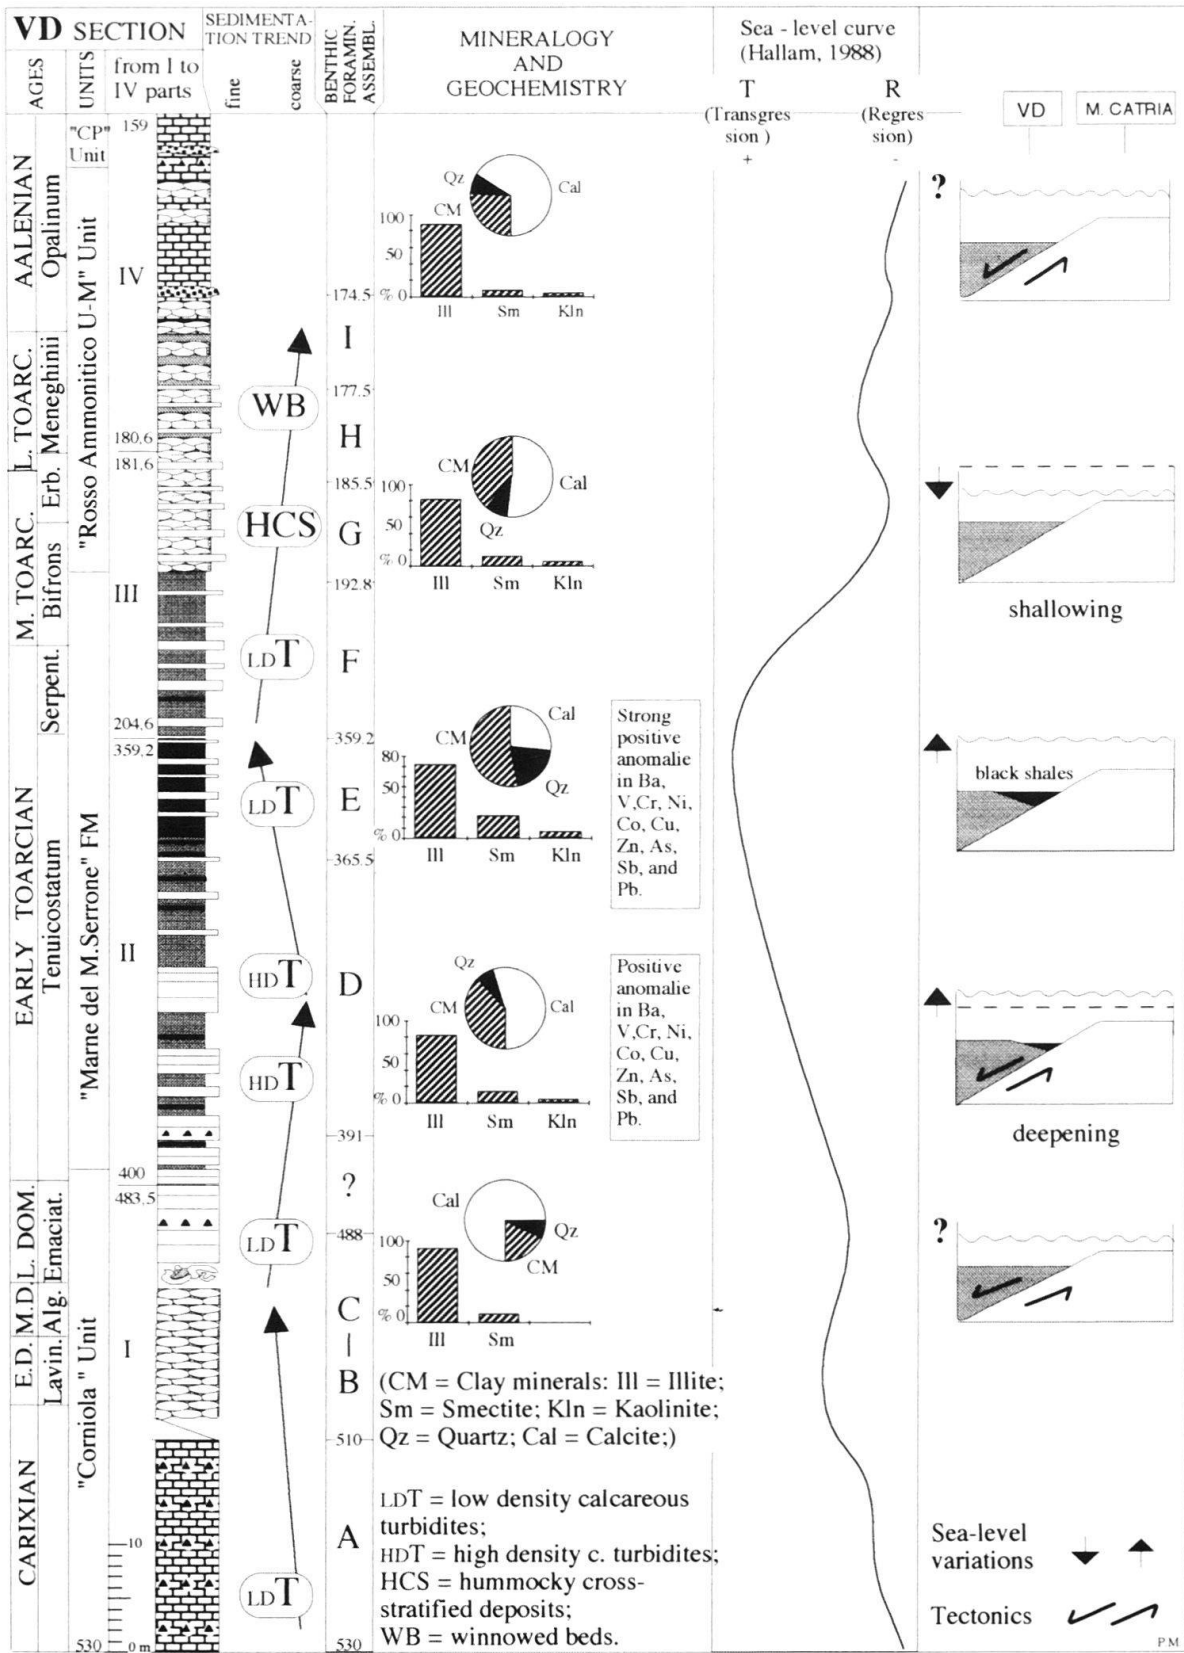 VD SECTION
SEDIMENTA-
TION TREND
BENTHIC
FORAMIN.
ASSEMBL.
MINERALOGY
AND
GEOCHEMISTRY
Sea - level curve
(Hallam, 1988)
AGES
UNITS
from I to
IV parts
fine
coarse
T
(Transgres
sion )
+
R
(Regres
sion)
-
VD
M. CATRIA
159
"CP"
Unit
AALENIAN
Opalinum
"Rosso Ammonitico U-M" Unit
IV
Qz
CM
Cal
100
50
% 0
Ill
Sm
Kln
174.5
?
I
L. TOARC.
Meneghinii
WB
177.5
H
180,6
181,6
Erb.
CM
Cal
Qz
185.5
100
50
% 0
Ill
Sm
Kln
HCS
G
M. TOARC.
Bifrons
III
192.8
shallowing
LDT
F
Serpent.
204,6
359,2
359.2
CM
Cal
Qz
80
50
% 0
Ill
Sm
Kln
Strong
positive
anomalie
in Ba,
V,Cr, Ni,
Co, Cu,
Zn, As,
Sb, and
Pb.
black shales
LDT
E
365.5
EARLY TOARCIAN
Tenuicostatum
"Marne del M.Serrone" FM
II
HDT
D
Qz
CM
Cal
100
50
% 0
Ill
Sm
Kln
Positive
anomalie
in Ba,
V,Cr, Ni,
Co, Cu,
Zn, As,
Sb, and
Pb.
HDT
deepening
391
400
483,5
?
L. DOM.
Emaciat.
LDT
488
Cal
Qz
CM
100
50
% 0
Ill
Sm
?
M.D.
Alg.
C
E.D.
Lavin.
I
B
"Corniola " Unit
(CM = Clay minerals: Ill = Illite;
Sm = Smectite; Kln = Kaolinite;
Qz = Quartz; Cal = Calcite;)
510
CARIXIAN
A
LDT
LDT = low density calcareous
turbidites;
HDT = high density c. turbidites;
HCS = hummocky cross-
stratified deposits;
WB = winnowed beds.
10
0 m
530
530
Sea-level
variations
Tectonics
PM